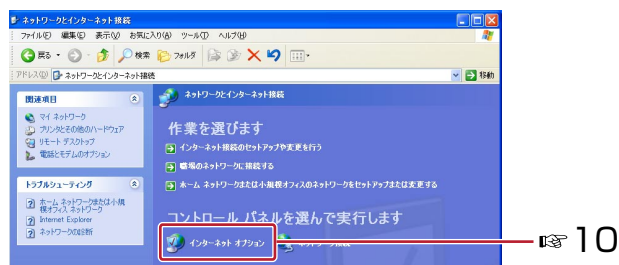 ネットワークとインターネット接続
ファイル(F) 編集(E) 表示(V) お気に入り(A) ツール(T) ヘルプ(H)
戻る 検索 フォルダ
アドレス(D) ネットワークとインターネット接続 移動
関連項目
マイ ネットワーク
プリンタとその他のハードウェア
リモート デスクトップ
電話とモデムのオプション
トラブルシューティング
ホーム ネットワークまたは小規
模オフィス ネットワーク
Internet Explorer
ネットワークの診断
ネットワークとインターネット接続
作業を選びます
インターネット接続のセットアップや変更を行う
職場のネットワークに接続する
ホーム ネットワークまたは小規模オフィスのネットワークをセットアップまたは変更する
コントロール パネルを選んで実行します
インターネット オプション
☞10